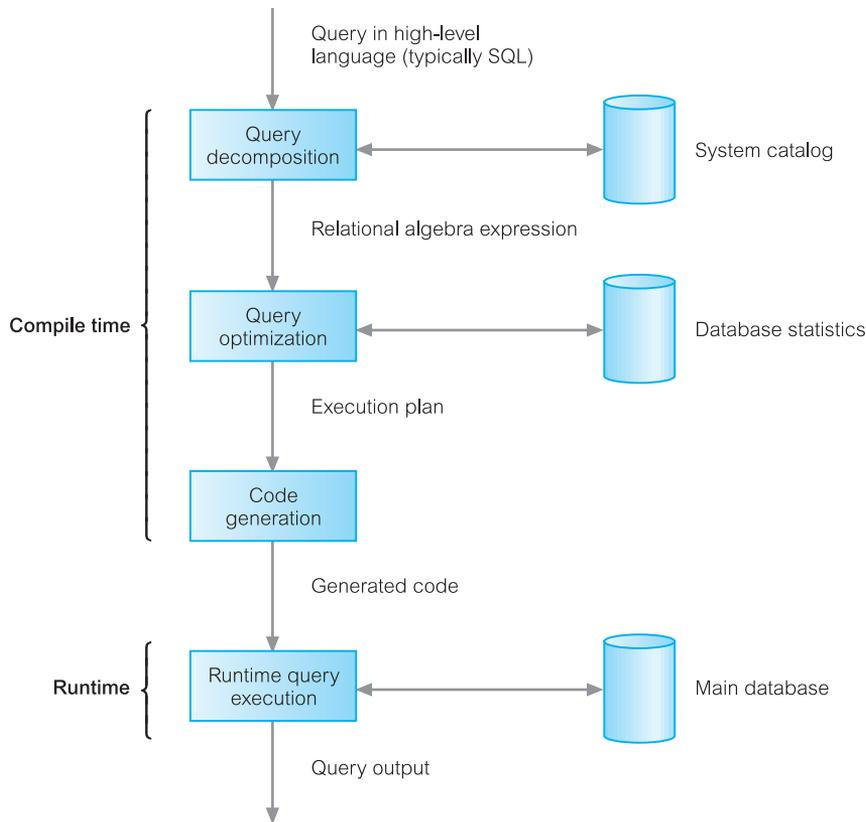 Query in high-level
language (typically SQL)
Query
decomposition
System catalog
Relational algebra expression
Compile time
Query
optimization
Database statistics
Execution plan
Code
generation
Generated code
Runtime
Runtime query
execution
Main database
Query output